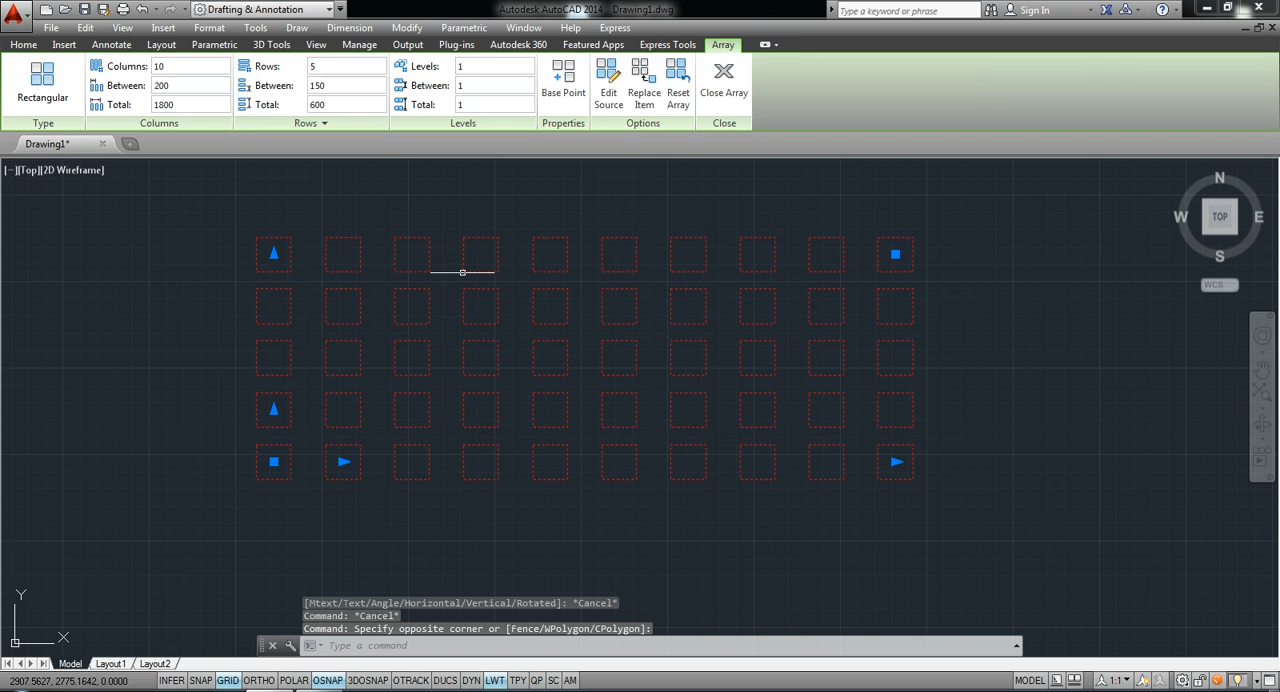 Drafting & Annotation
Autodesk AutoCAD 2014 Drawing1.dwg
Type a keyword or phrase
Sign In
File Edit View Insert Format Tools Draw Dimension Modify Parametric Window Help Express
Home Insert Annotate Layout Parametric 3D Tools View Manage Output Plug-ins Autodesk 360 Featured Apps Express Tools Array
Columns: 10 Rows: 5 Levels: 1
Between: 200 Between: 150 Between: 1
Total: 1800 Total: 600 Total: 1
Rectangular
Base Point
Edit Source
Replace Item
Reset Array
Close Array
Type Columns Rows Levels Properties Options Close
Drawing1*
[−][Top][2D Wireframe]
N
W TOP E
S
WCS
Y
X
[Mtext/Text/Angle/Horizontal/Vertical/Rotated]: *Cancel*
Command: *Cancel*
Command: Specify opposite corner or [Fence/WPolygon/CPolygon]:
Type a command
Model Layout1 Layout2
2907.5627, 2775.1642, 0.0000 INFER SNAP GRID ORTHO POLAR OSNAP 3DOSNAP OTRACK DUCS DYN LWT TPY QP SC AM MODEL 1:1